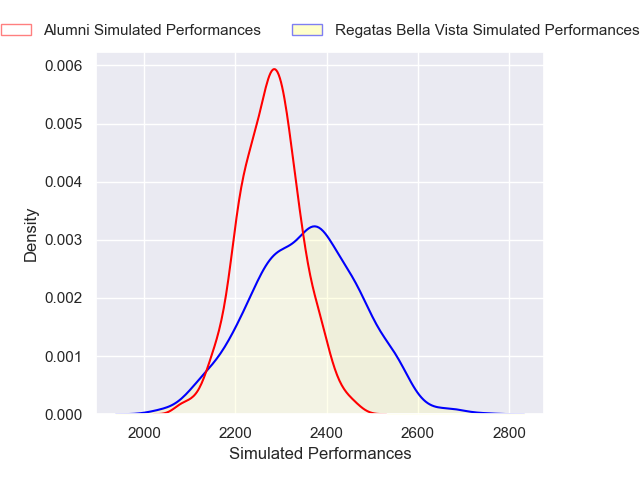 Alumni Simulated Performances
Regatas Bella Vista Simulated Performances
0.006
0.005
0.004
0.003
0.002
0.001
0.000
Density
2000 2200 2400 2600 2800
Simulated Performances